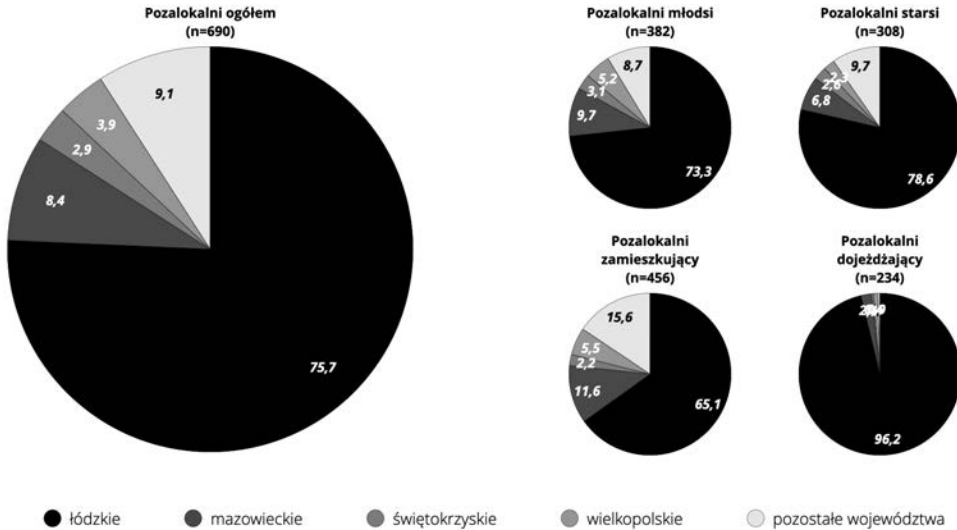 Pozalokalni ogółem
(n=690)
9,1
3,9
2,9
8,4
75,7
Pozalokalni młodsi
(n=382)
8,7
5,2
3,1
9,7
73,3
Pozalokalni starsi
(n=308)
9,7
2,3
2,6
6,8
78,6
Pozalokalni
zamieszkujący
(n=456)
15,6
5,5
2,2
11,6
65,1
Pozalokalni
dojeżdżający
(n=234)
96,2
łódzkie
mazowieckie
świętokrzyskie
wielkopolskie
pozostałe województwa